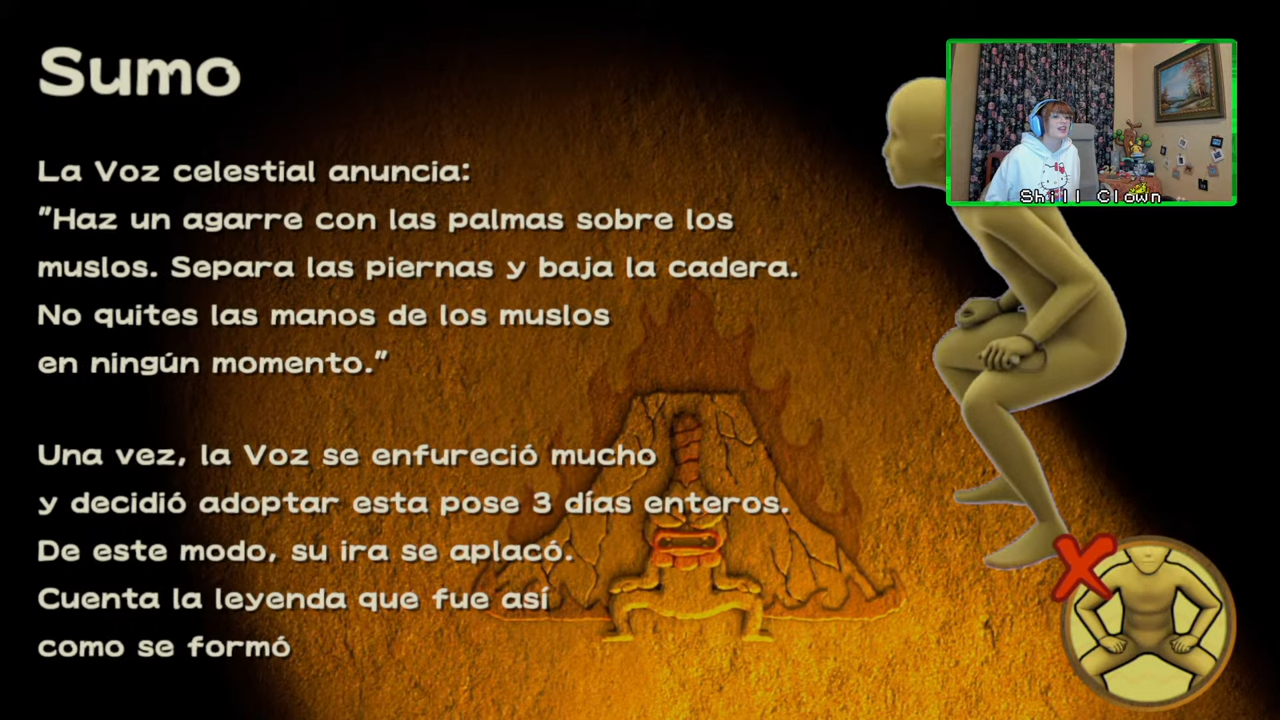 Sumo
La Voz celestial anuncia:
"Haz un agarre con las palmas sobre los
muslos. Separa las piernas y baja la cadera.
No quites las manos de los muslos
en ningún momento."
Una vez, la Voz se enfureció mucho
y decidió adoptar esta pose 3 días enteros.
De este modo, su ira se aplacó.
Cuenta la leyenda que fue así
como se formó
Shill Clown